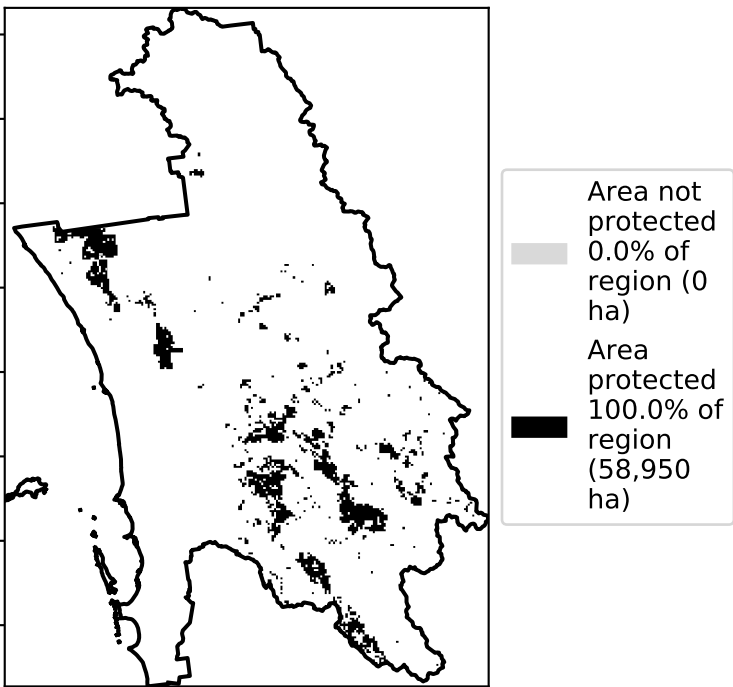 Area not
protected
0.0% of
region (0
ha)
Area
protected
100.0% of
region
(58,950
ha)